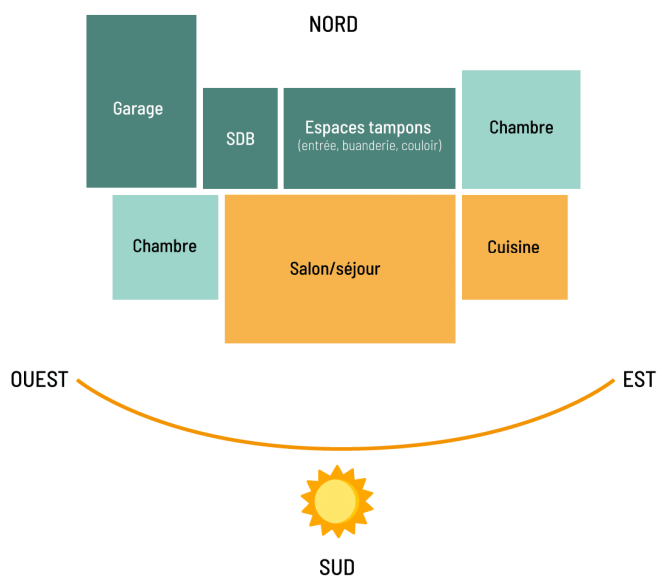 NORD
Garage
SDB
Espaces tampons
(entrée, buanderie, couloir)
Chambre
Chambre
Salon/séjour
Cuisine
OUEST
EST
SUD